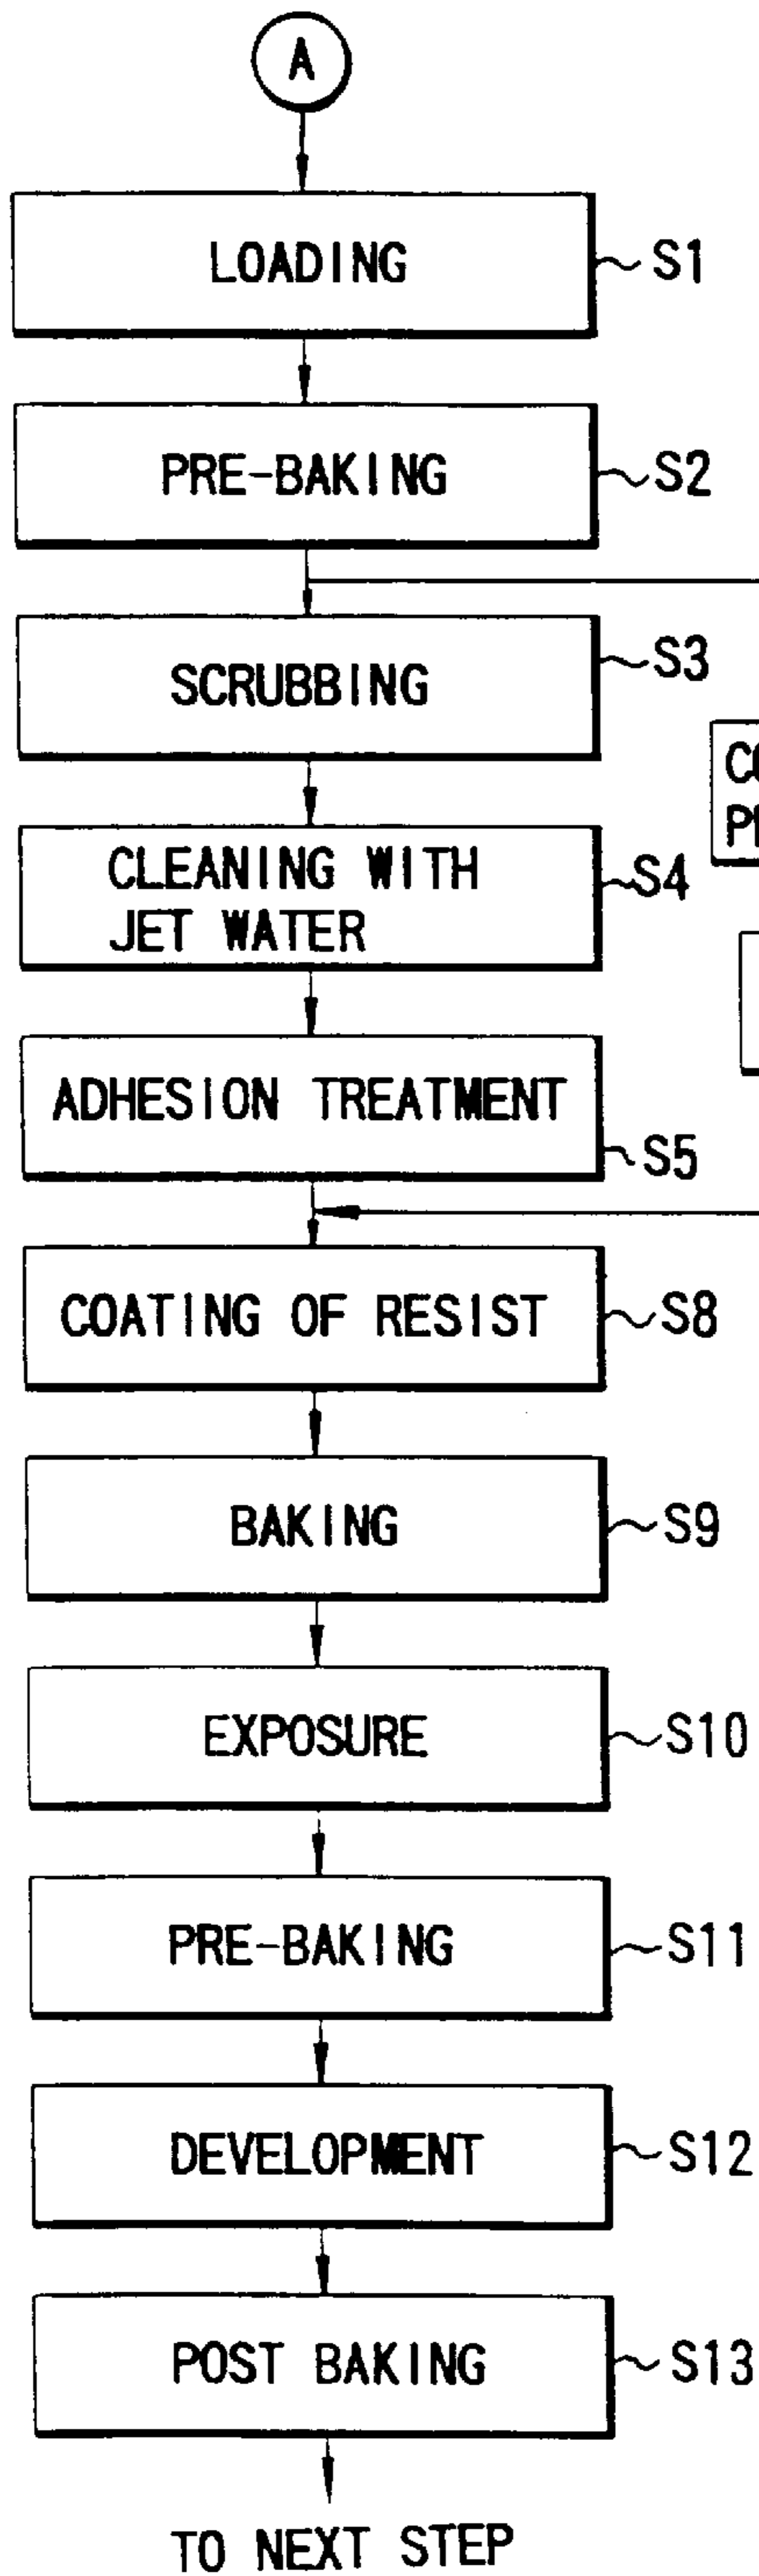 A
LOADING
S1
PRE-BAKING
S2
SCRUBBING
S3
CLEANING WITH
JET WATER
S4
ADHESION TREATMENT
S5
COATING OF RESIST
S8
BAKING
S9
EXPOSURE
S10
PRE-BAKING
S11
DEVELOPMENT
S12
POST BAKING
S13
TO NEXT STEP